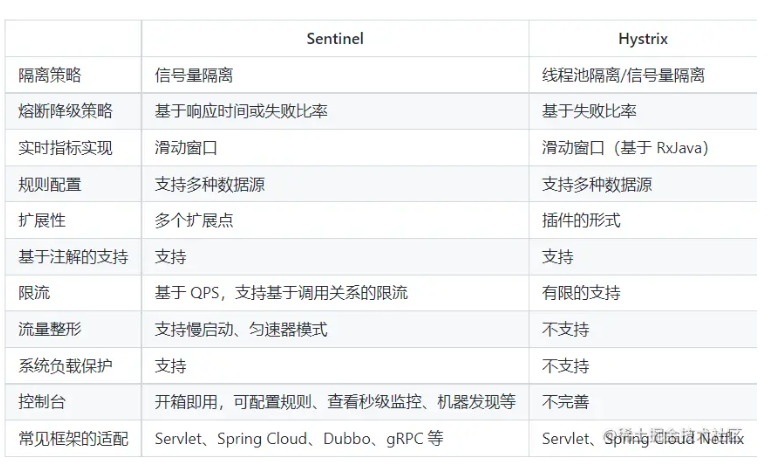 Sentinel Hystrix
隔离策略 信号量隔离 线程池隔离/信号量隔离
熔断降级策略 基于响应时间或失败比率 基于失败比率
实时指标实现 滑动窗口 滑动窗口（基于 RxJava）
规则配置 支持多种数据源 支持多种数据源
扩展性 多个扩展点 插件的形式
基于注解的支持 支持 支持
限流 基于 QPS，支持基于调用关系的限流 有限的支持
流量整形 支持慢启动、匀速器模式 不支持
系统负载保护 支持 不支持
控制台 开箱即用，可配置规则、查看秒级监控、机器发现等 不完善
常见框架的适配 Servlet、Spring Cloud、Dubbo、gRPC 等 Servlet、Spring Cloud Netflix
@稀土掘金技术社区